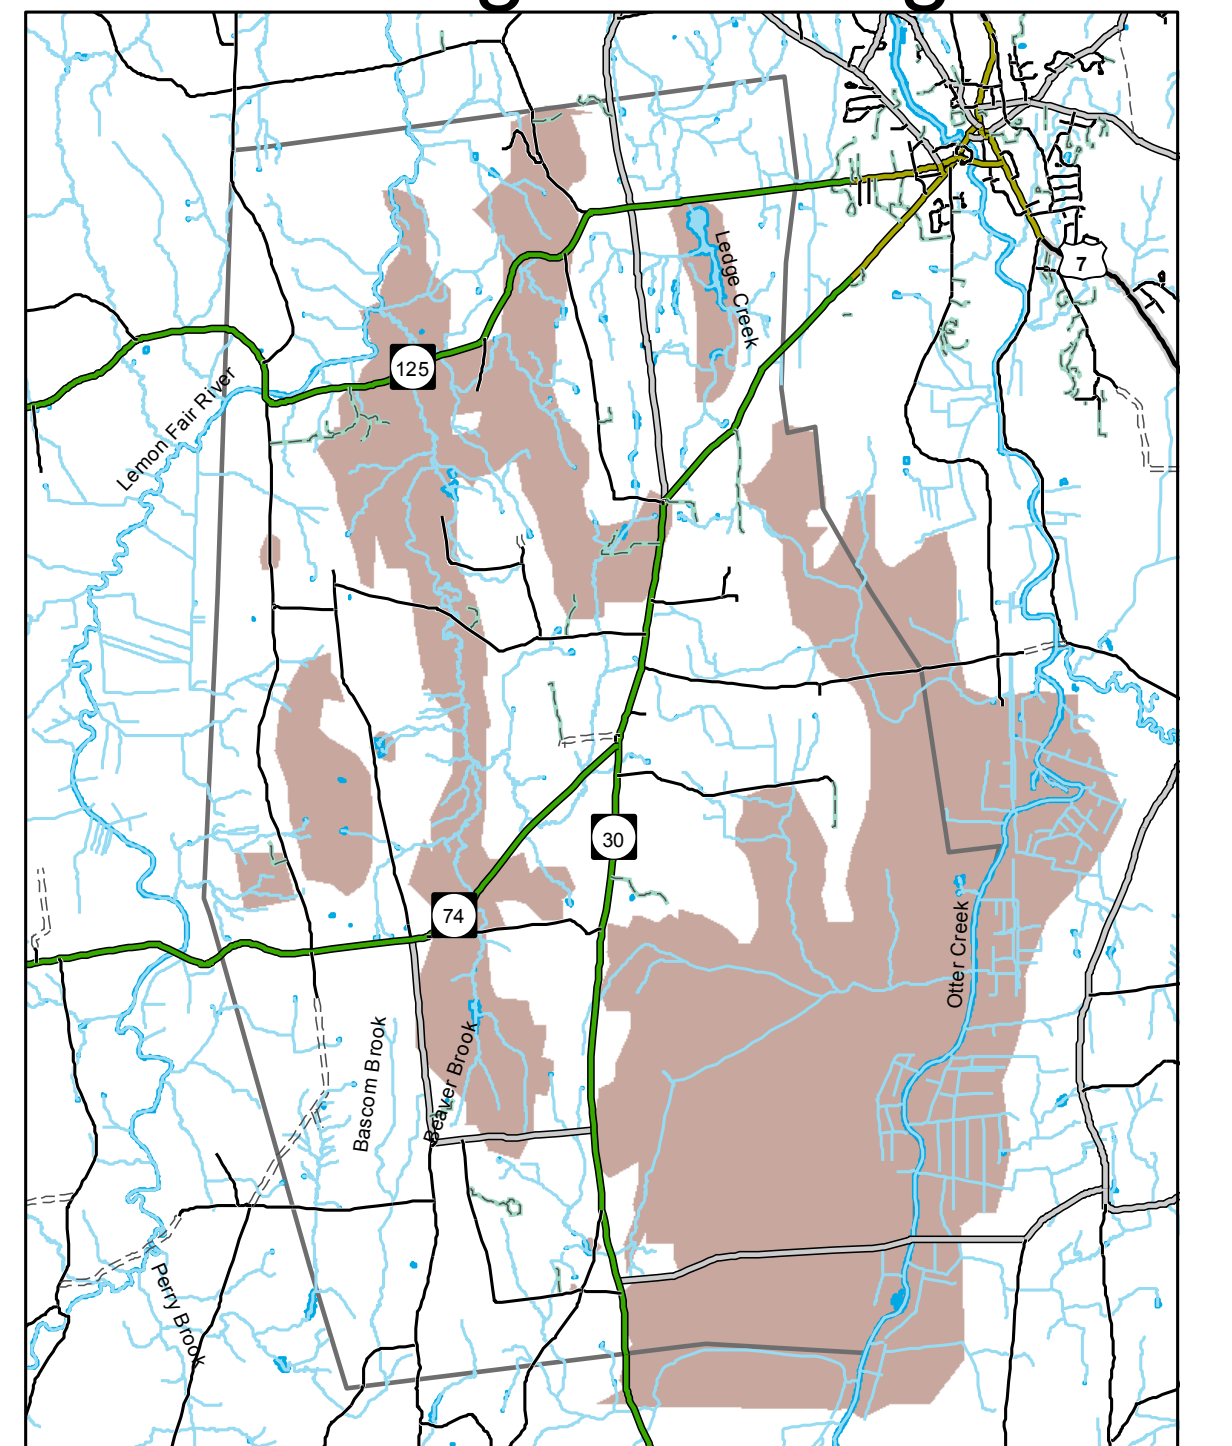 7
Ledge Creek
125
Lemon Fair River
30
74
Otter Creek
Bascom Brook
Beaver Brook
Perry Brook